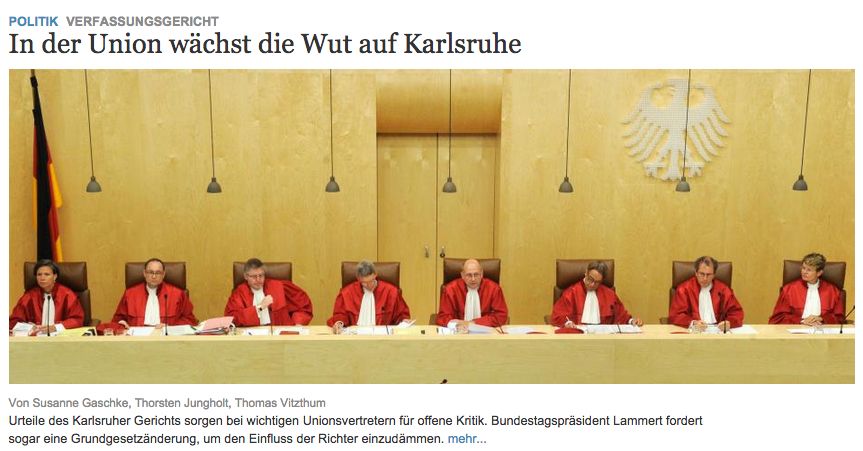 POLITIK VERFASSUNGSGERICHT
In der Union wächst die Wut auf Karlsruhe
Von Susanne Gaschke, Thorsten Jungholt, Thomas Vitzthum
Urteile des Karlsruher Gerichts sorgen bei wichtigen Unionsvertretern für offene Kritik. Bundestagspräsident Lammert fordert
sogar eine Grundgesetzänderung, um den Einfluss der Richter einzudämmen. mehr...